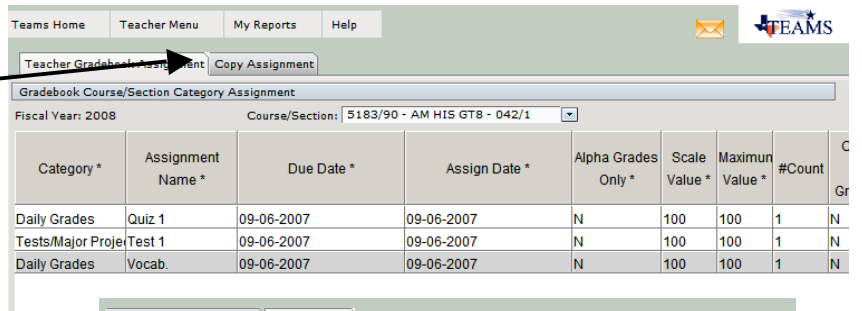 Teams Home Teacher Menu My Reports Help TEAMS
Teacher Gradebook Assignment Copy Assignment
Gradebook Course/Section Category Assignment
Fiscal Year: 2008 Course/Section: 5183/90 - AM HIS GT8 - 042/1
Category * Assignment Name * Due Date * Assign Date * Alpha Grades Only * Scale Value * Maximum Value * #Count C Gr
Daily Grades Quiz 1 09-06-2007 09-06-2007 N 100 100 1 N
Tests/Major Proje Test 1 09-06-2007 09-06-2007 N 100 100 1 N
Daily Grades Vocab. 09-06-2007 09-06-2007 N 100 100 1 N